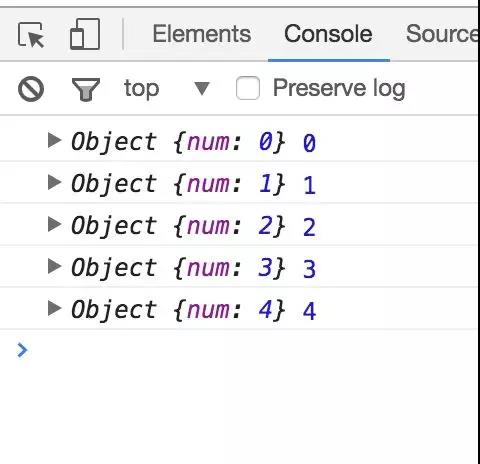 Elements Console Source
top Preserve log
Object {num: 0} 0
Object {num: 1} 1
Object {num: 2} 2
Object {num: 3} 3
Object {num: 4} 4